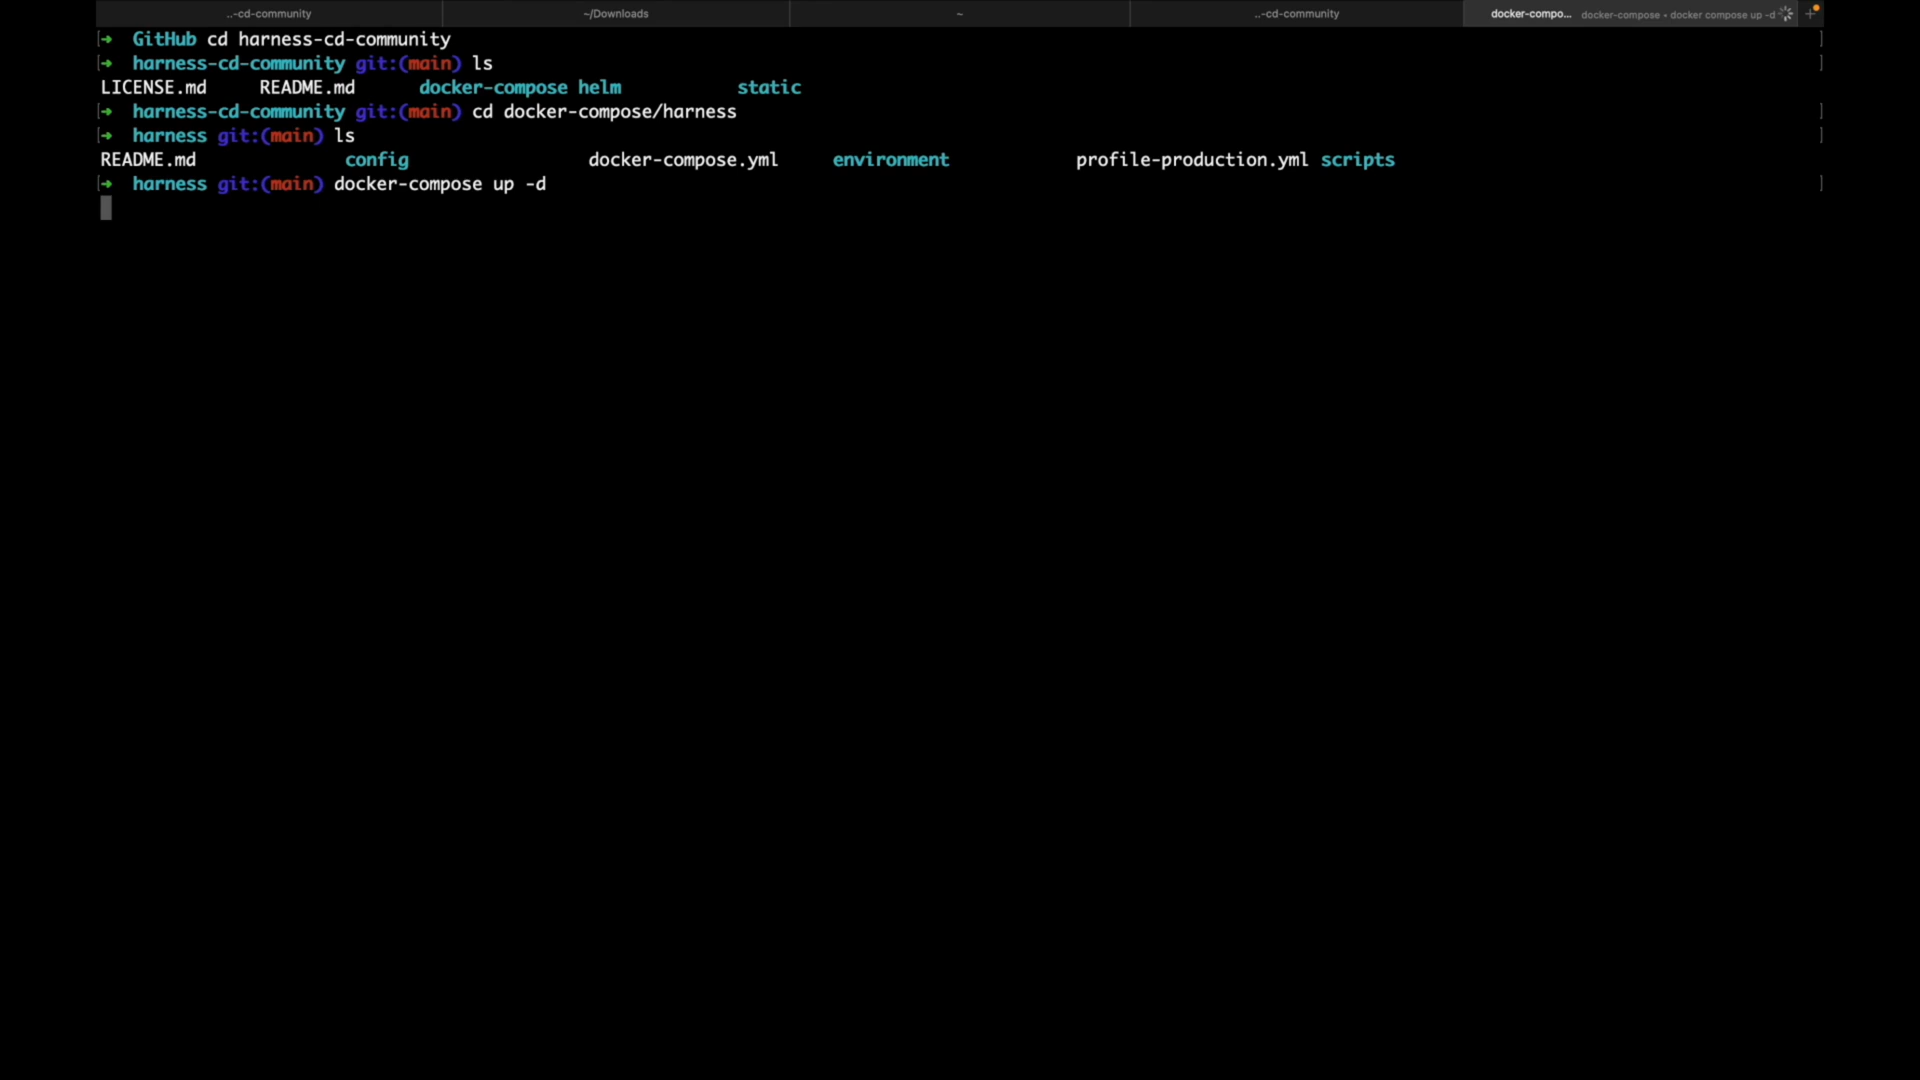 ..-cd-community ~/Downloads ~ ..-cd-community docker-compo... docker-compose • docker compose up -d +
[➜ GitHub cd harness-cd-community ]
[➜ harness-cd-community git:(main) ls ]
LICENSE.md README.md docker-compose helm static
[➜ harness-cd-community git:(main) cd docker-compose/harness ]
[➜ harness git:(main) ls ]
README.md config docker-compose.yml environment profile-production.yml scripts
[➜ harness git:(main) docker-compose up -d ]